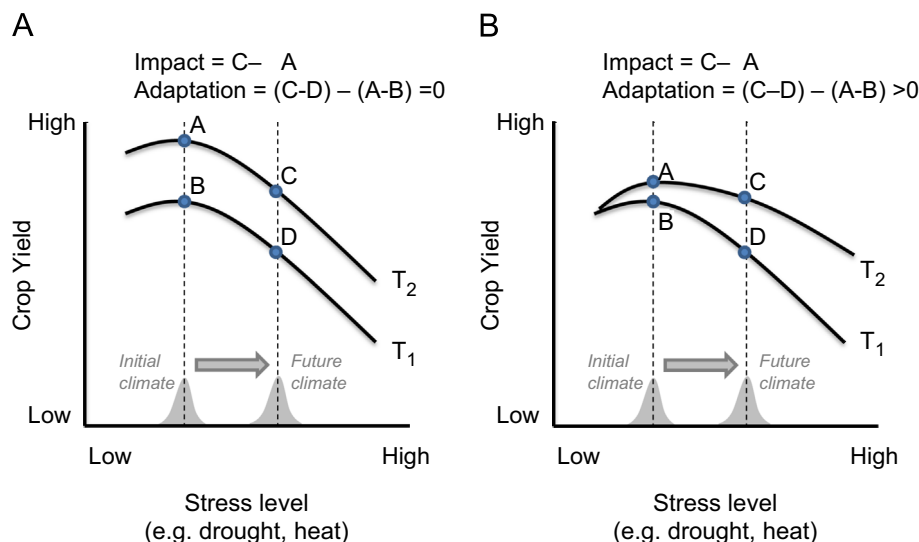 A
Impact = C– A
Adaptation = (C-D) – (A-B) =0
High
A
B
C
D
T2
T1
Crop Yield
Initial
climate
Future
climate
Low
Low
High
Stress level
(e.g. drought, heat)
B
Impact = C– A
Adaptation = (C–D) – (A-B) >0
High
A
B
C
D
T2
T1
Crop Yield
Initial
climate
Future
climate
Low
Low
High
Stress level
(e.g. drought, heat)